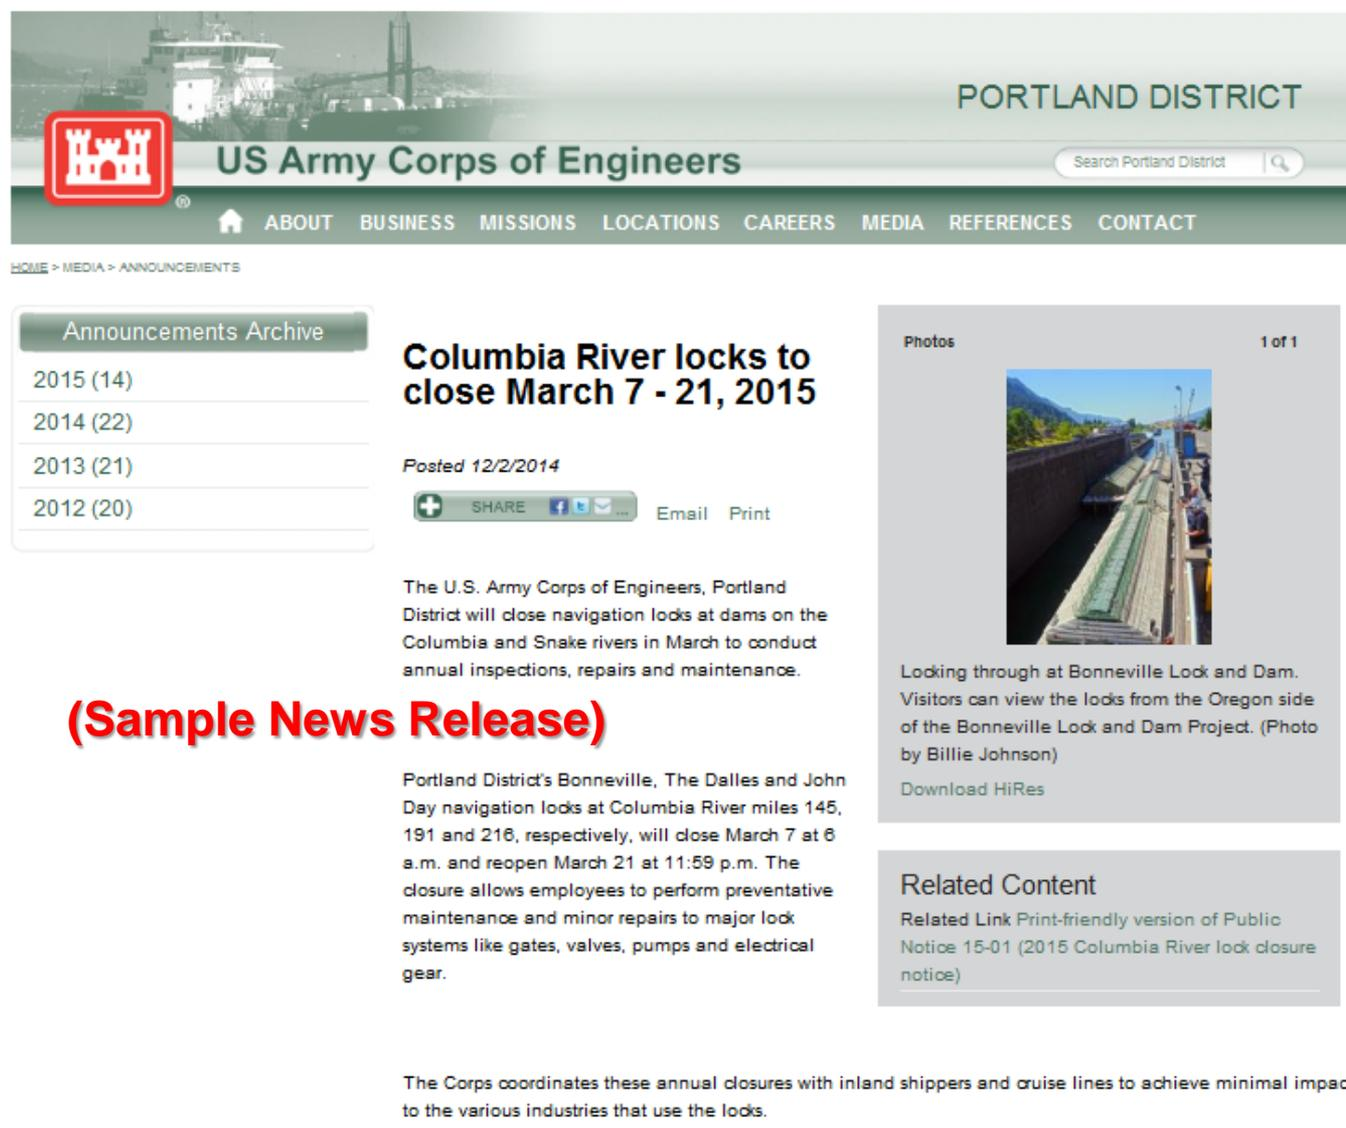 PORTLAND DISTRICT
US Army Corps of Engineers
Search Portland District
®
ABOUT BUSINESS MISSIONS LOCATIONS CAREERS MEDIA REFERENCES CONTACT
HOME > MEDIA > ANNOUNCEMENTS
Announcements Archive
2015 (14)
2014 (22)
2013 (21)
2012 (20)
Columbia River locks to
close March 7 - 21, 2015
Posted 12/2/2014
SHARE ... Email Print
The U.S. Army Corps of Engineers, Portland
District will close navigation locks at dams on the
Columbia and Snake rivers in March to conduct
annual inspections, repairs and maintenance.
(Sample News Release)
Portland District's Bonneville, The Dalles and John
Day navigation locks at Columbia River miles 145,
191 and 216, respectively, will close March 7 at 6
a.m. and reopen March 21 at 11:59 p.m. The
closure allows employees to perform preventative
maintenance and minor repairs to major lock
systems like gates, valves, pumps and electrical
gear.
Photos 1 of 1
Looking through at Bonneville Lock and Dam.
Visitors can view the locks from the Oregon side
of the Bonneville Lock and Dam Project. (Photo
by Billie Johnson)
Download HiRes
Related Content
Related Link Print-friendly version of Public
Notice 15-01 (2015 Columbia River lock closure
notice)
The Corps coordinates these annual closures with inland shippers and cruise lines to achieve minimal impac
to the various industries that use the locks.